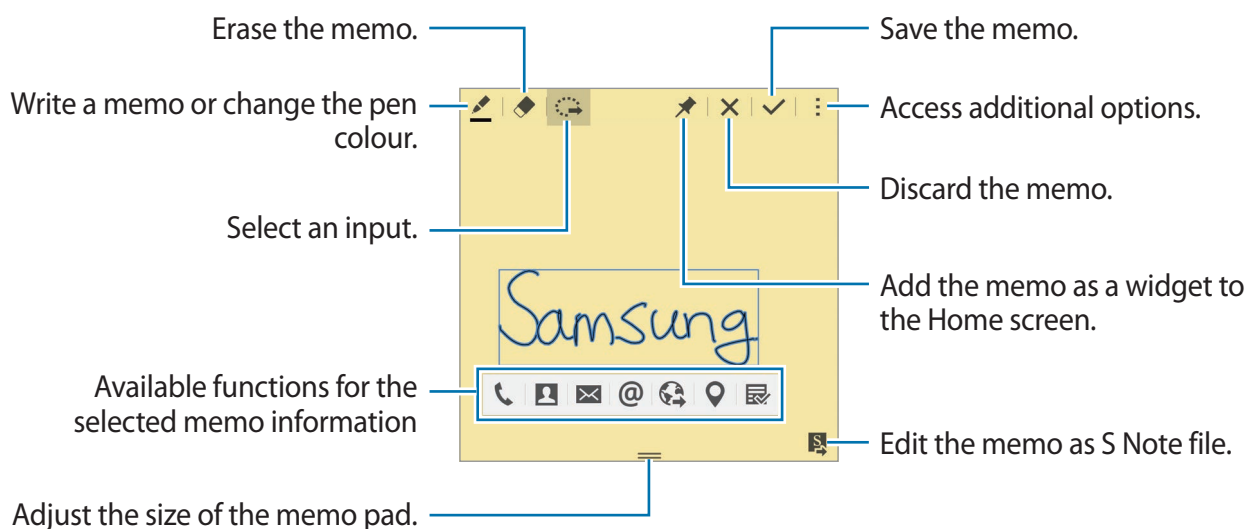 Erase the memo.
Save the memo.
Write a memo or change the pen
colour.
Access additional options.
Discard the memo.
Select an input.
Add the memo as a widget to
the Home screen.
Samsung
Available functions for the
selected memo information
@
S
Edit the memo as S Note file.
Adjust the size of the memo pad.